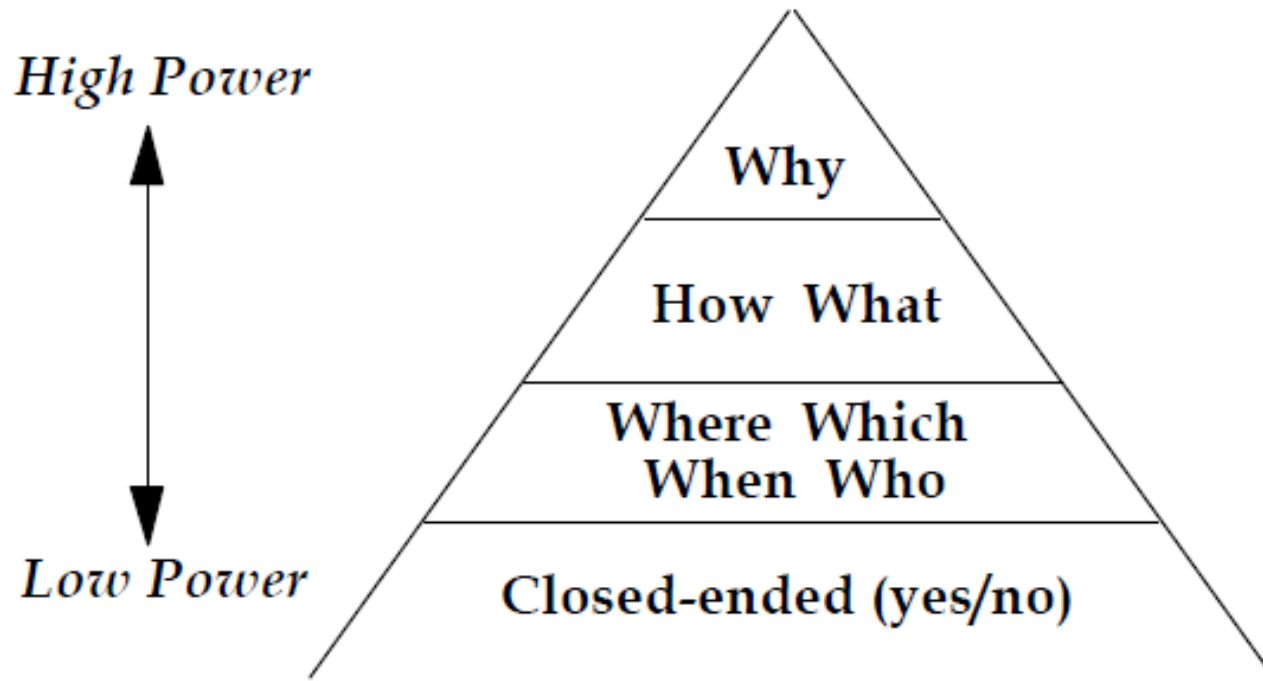 High Power
Why
How What
Where Which
When Who
Low Power
Closed-ended (yes/no)